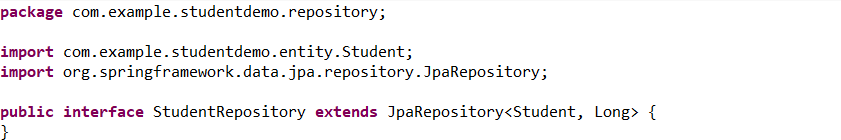 package com.example.studentdemo.repository;

import com.example.studentdemo.entity.Student;
import org.springframework.data.jpa.repository.JpaRepository;

public interface StudentRepository extends JpaRepository<Student, Long> {
}